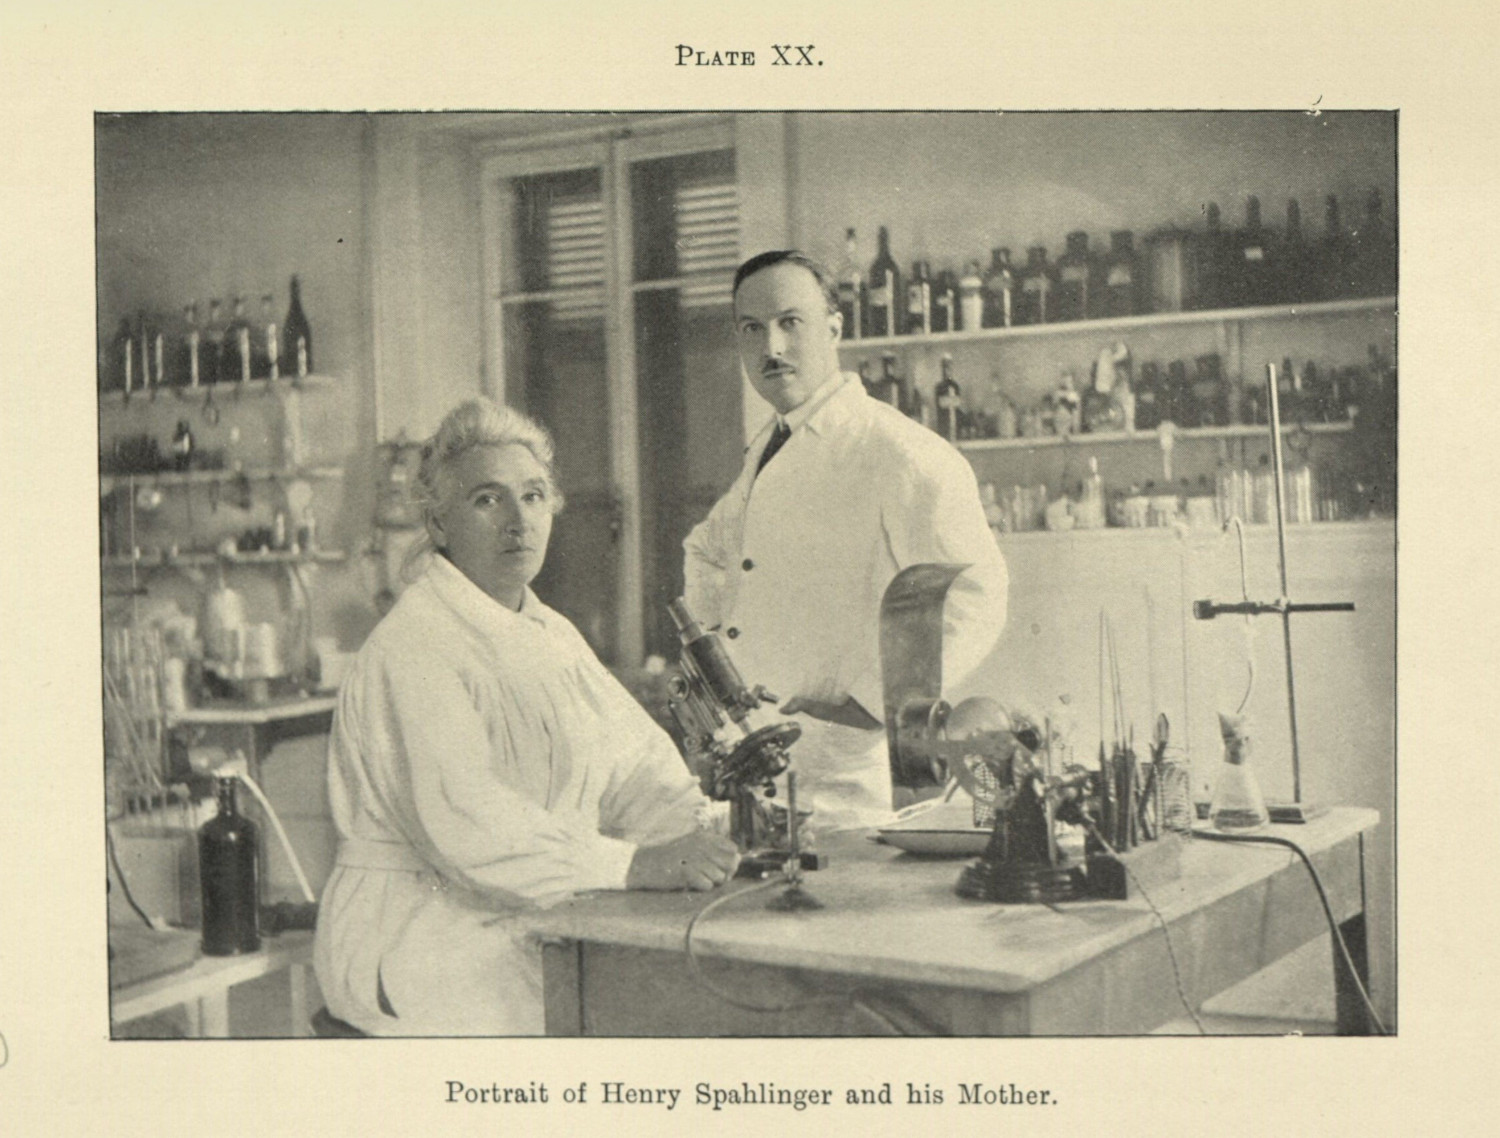 PLATE XX.
Portrait of Henry Spahlinger and his Mother.